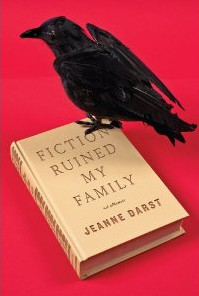 FICTION
RUINED
MY
FAMILY
a memoir
JEANNE DARST